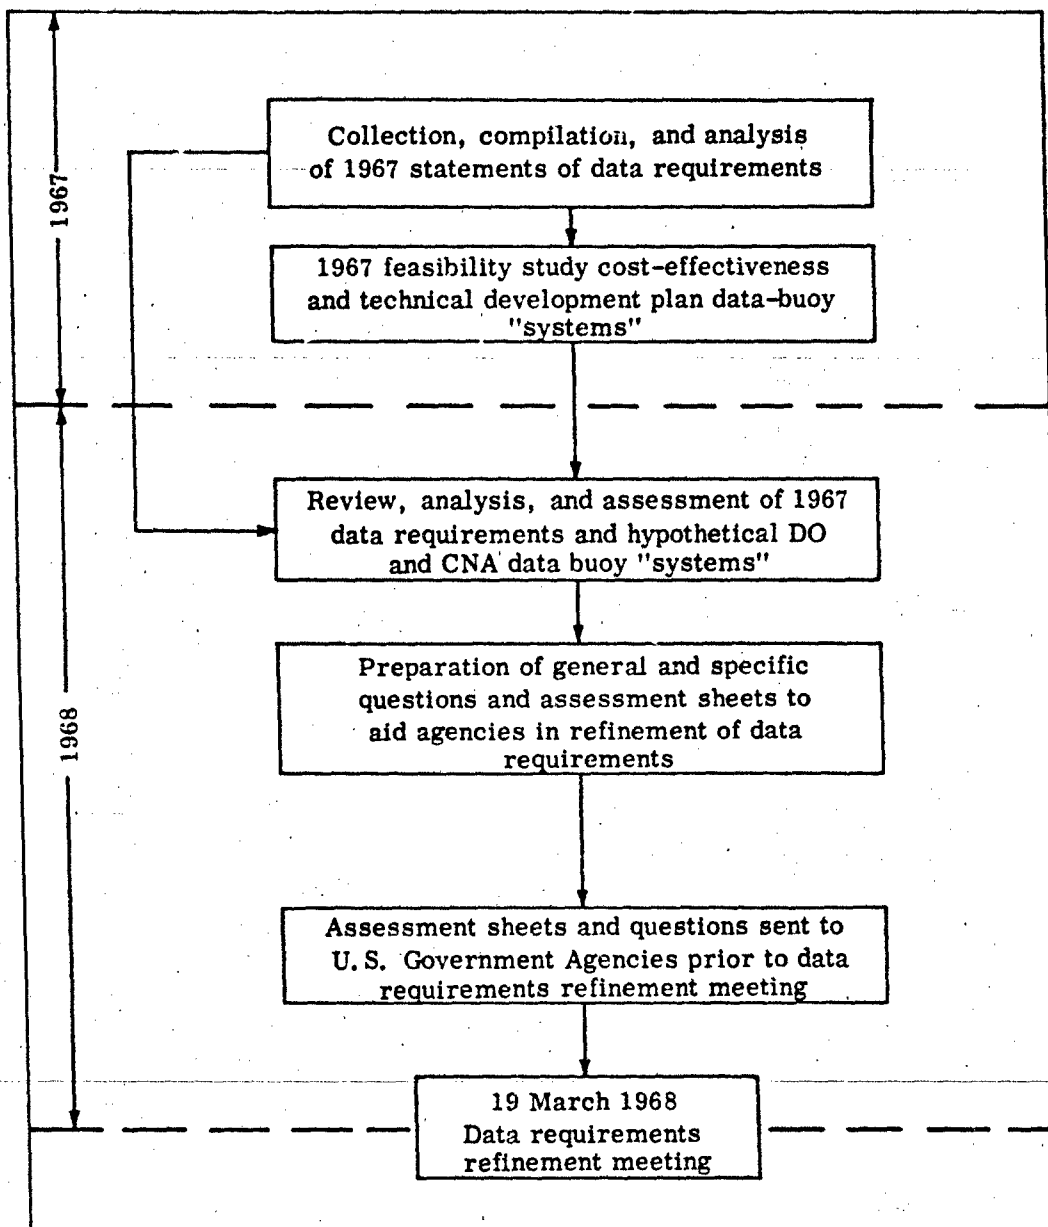 Collection, compilation, and analysis
of 1967 statements of data requirements
1967
1967 feasibility study cost-effectiveness
and technical development plan data-buoy
"systems"
Review, analysis, and assessment of 1967
data requirements and hypothetical DO
and CNA data buoy "systems"
Preparation of general and specific
questions and assessment sheets to
aid agencies in refinement of data
requirements
1968
Assessment sheets and questions sent to
U.S. Government Agencies prior to data
requirements refinement meeting
19 March 1968
Data requirements
refinement meeting